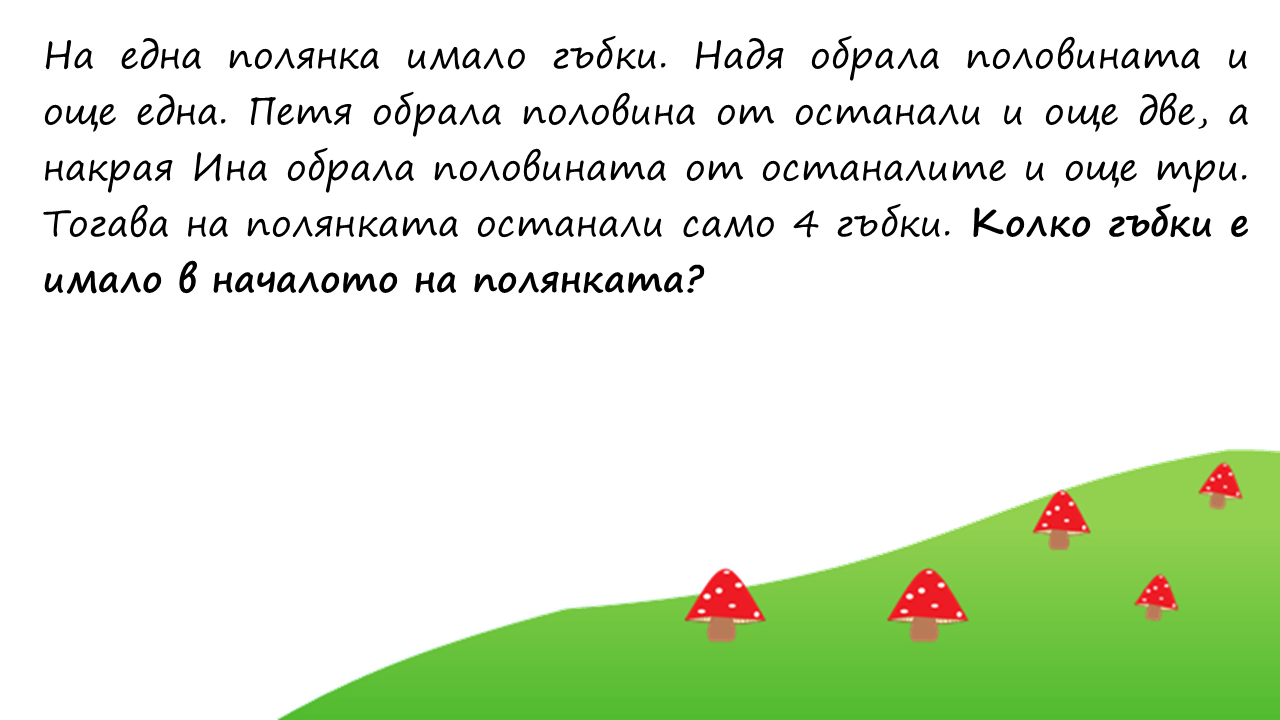 На една полянка имало гъбки. Надя обрала половината и
още една. Петя обрала половина от останали и още две, а
накрая Ина обрала половината от останалите и още три.
Тогава на полянката останали само 4 гъбки. Колко гъбки е
имало в началото на полянката?